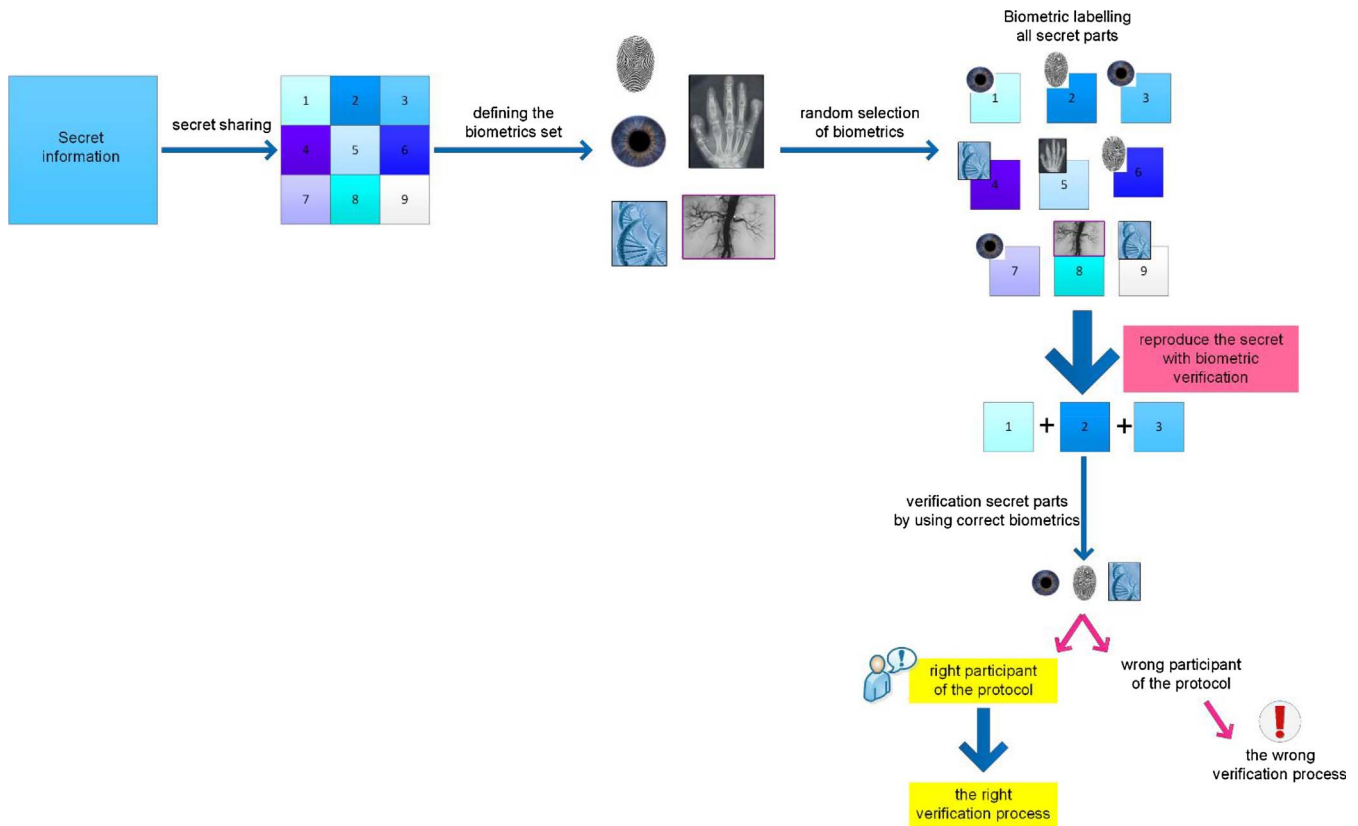 Biometric labelling
all secret parts
Secret
information
secret sharing
1 2 3
4 5 6
7 8 9
defining the
biometrics set
random selection
of biometrics
1 2 3
4 5 6
7 8 9
reproduce the secret
with biometric
verification
1 + 2 + 3
verification secret parts
by using correct biometrics
right participant
of the protocol
wrong participant
of the protocol
the wrong
verification process
the right
verification process